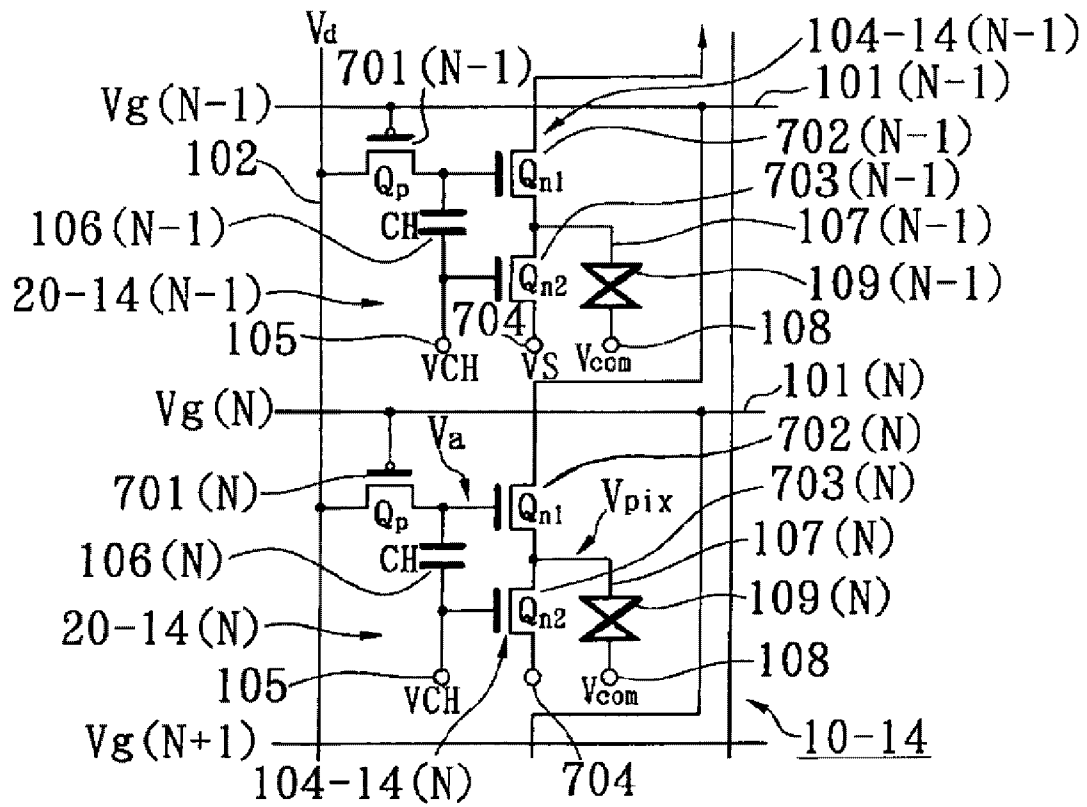 Vd
701(N-1)
104-14(N-1)
Vg(N-1)
101(N-1)
102
702(N-1)
Qp
Qn1
703(N-1)
106(N-1)
CH
107(N-1)
Qn2
20-14(N-1)
109(N-1)
105
704
108
VCH
VS
Vcom
101(N)
Vg(N)
Va
702(N)
701(N)
703(N)
Qp
Qn1
Vpix
107(N)
106(N)
CH
109(N)
Qn2
20-14(N)
108
105
VCH
Vcom
Vg(N+1)
10-14
104-14(N)
704